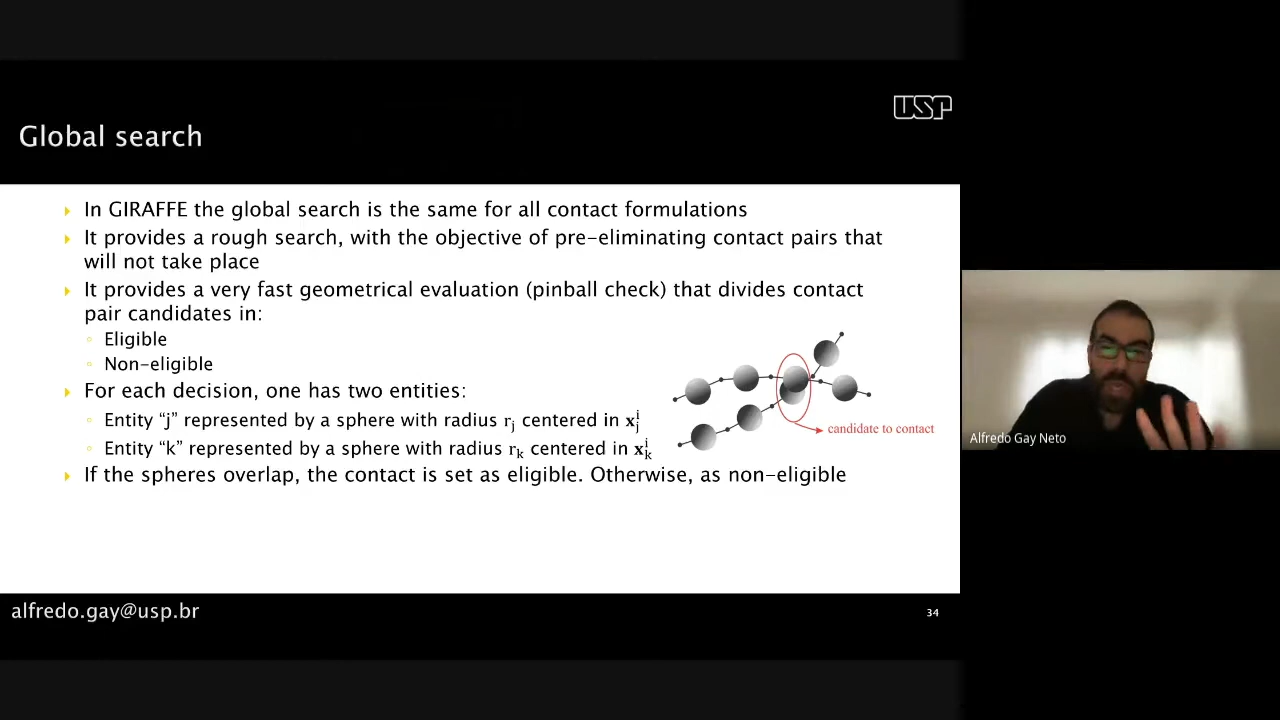 USP
Global search
In GIRAFFE the global search is the same for all contact formulations
It provides a rough search, with the objective of pre-eliminating contact pairs that
will not take place
It provides a very fast geometrical evaluation (pinball check) that divides contact
pair candidates in:
Eligible
Non-eligible
For each decision, one has two entities:
Entity “j” represented by a sphere with radius r_j centered in x_j^i
Entity “k” represented by a sphere with radius r_k centered in x_k^i
If the spheres overlap, the contact is set as eligible. Otherwise, as non-eligible
candidate to contact
Alfredo Gay Neto
alfredo.gay@usp.br
34